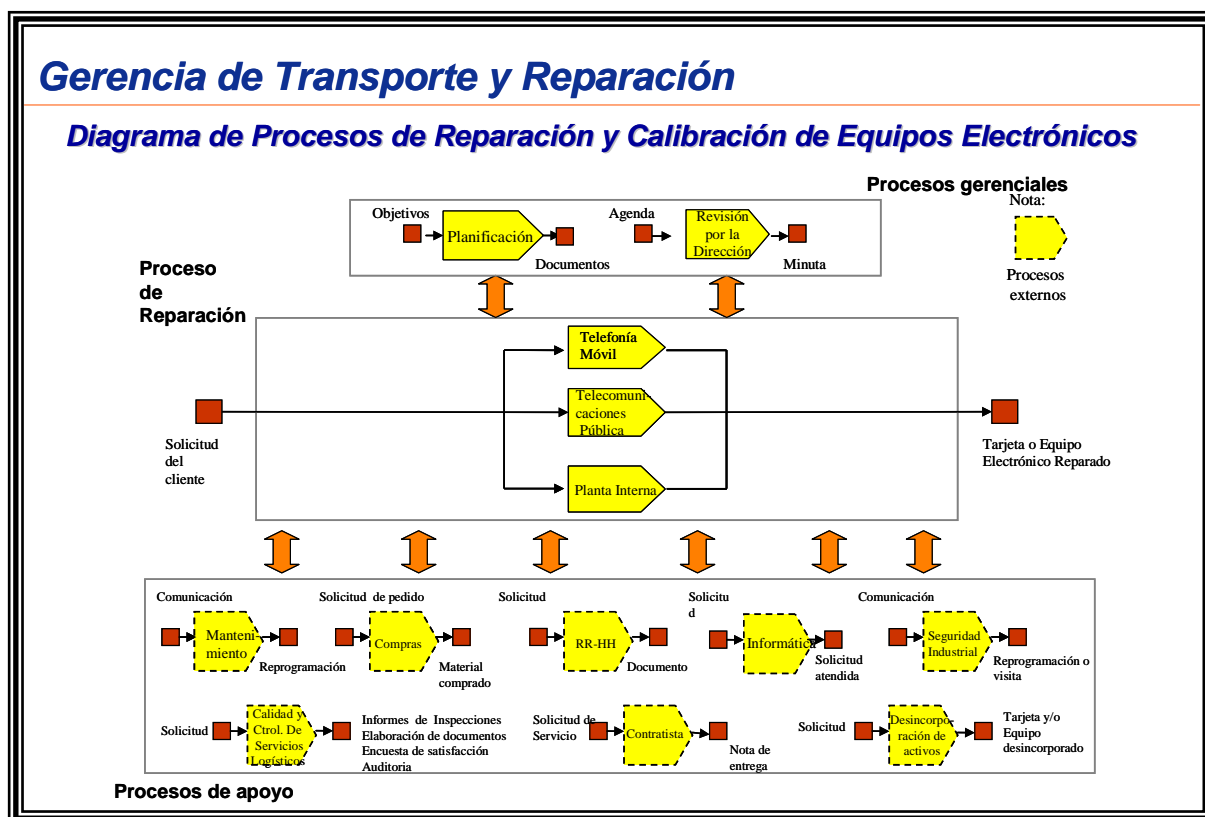 Gerencia de Transporte y Reparación
Diagrama de Procesos de Reparación y Calibración de Equipos Electrónicos
Procesos gerenciales
Nota:
Procesos
externos
Objetivos
Planificación
Documentos
Agenda
Revisión
por la
Dirección
Minuta
Proceso
de
Reparación
Telefonía
Móvil
Telecomuni-
caciones
Pública
Planta Interna
Solicitud
del
cliente
Tarjeta o Equipo
Electrónico Reparado
Comunicación
Manteni-
miento
Reprogramación
Solicitud de pedido
Compras
Material
comprado
Solicitud
RR-HH
Documento
Solicitu
d
Informática
Solicitud
atendida
Comunicación
Seguridad
Industrial
Reprogramación o
visita
Solicitud
Calidad y
Ctrol. De
Servicios
Logísticos
Informes de Inspecciones
Elaboración de documentos
Encuesta de satisfacción
Auditoria
Solicitud de
Servicio
Contratista
Nota de
entrega
Solicitud
Desincorpo-
ración de
activos
Tarjeta y/o
Equipo
desincorporado
Procesos de apoyo